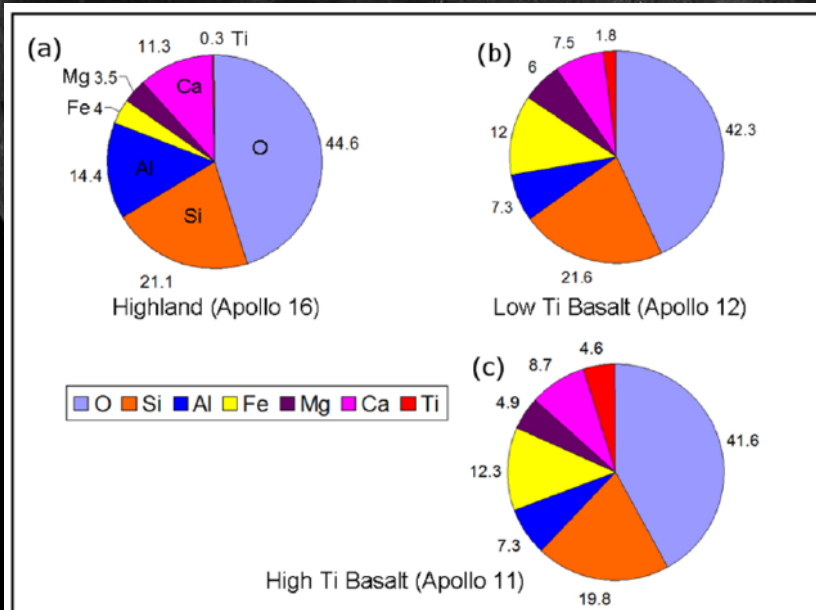 (a)
11.3
0.3 Ti
Mg 3.5
Ca
Fe 4
O
44.6
Al
14.4
Si
21.1
Highland (Apollo 16)
(b)
7.5
1.8
6
12
42.3
7.3
21.6
Low Ti Basalt (Apollo 12)
O Si Al Fe Mg Ca Ti
(c)
8.7
4.6
4.9
12.3
41.6
7.3
19.8
High Ti Basalt (Apollo 11)